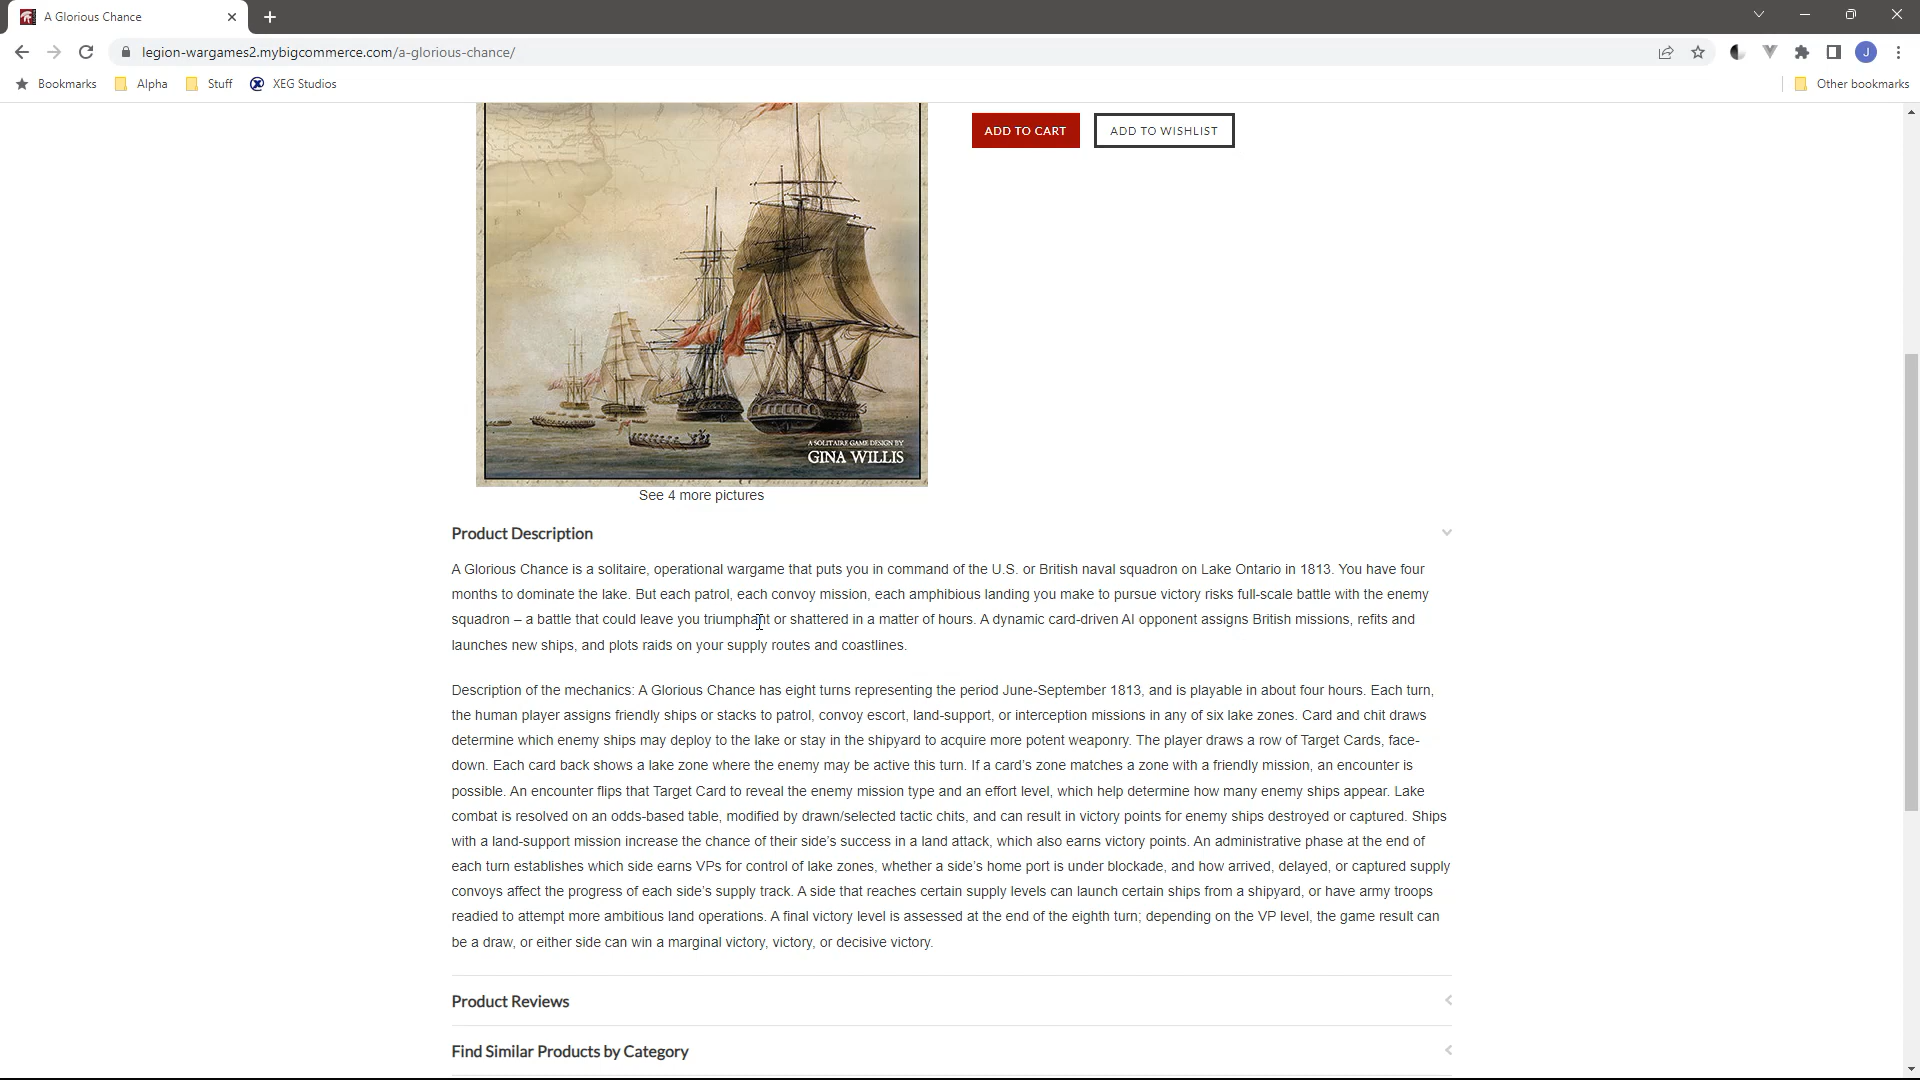 A Glorious Chance
legion-wargames2.mybigcommerce.com/a-glorious-chance/
J
Bookmarks
Alpha
Stuff
XEG Studios
Other bookmarks
ADD TO CART
ADD TO WISHLIST
A SOLITAIRE GAME DESIGN BY
GINA WILLIS
See 4 more pictures
Product Description
A Glorious Chance is a solitaire, operational wargame that puts you in command of the U.S. or British naval squadron on Lake Ontario in 1813. You have four
months to dominate the lake. But each patrol, each convoy mission, each amphibious landing you make to pursue victory risks full-scale battle with the enemy
squadron – a battle that could leave you triumphant or shattered in a matter of hours. A dynamic card-driven AI opponent assigns British missions, refits and
launches new ships, and plots raids on your supply routes and coastlines.
Description of the mechanics: A Glorious Chance has eight turns representing the period June-September 1813, and is playable in about four hours. Each turn,
the human player assigns friendly ships or stacks to patrol, convoy escort, land-support, or interception missions in any of six lake zones. Card and chit draws
determine which enemy ships may deploy to the lake or stay in the shipyard to acquire more potent weaponry. The player draws a row of Target Cards, face-
down. Each card back shows a lake zone where the enemy may be active this turn. If a card’s zone matches a zone with a friendly mission, an encounter is
possible. An encounter flips that Target Card to reveal the enemy mission type and an effort level, which help determine how many enemy ships appear. Lake
combat is resolved on an odds-based table, modified by drawn/selected tactic chits, and can result in victory points for enemy ships destroyed or captured. Ships
with a land-support mission increase the chance of their side’s success in a land attack, which also earns victory points. An administrative phase at the end of
each turn establishes which side earns VPs for control of lake zones, whether a side’s home port is under blockade, and how arrived, delayed, or captured supply
convoys affect the progress of each side’s supply track. A side that reaches certain supply levels can launch certain ships from a shipyard, or have army troops
readied to attempt more ambitious land operations. A final victory level is assessed at the end of the eighth turn; depending on the VP level, the game result can
be a draw, or either side can win a marginal victory, victory, or decisive victory.
Product Reviews
Find Similar Products by Category